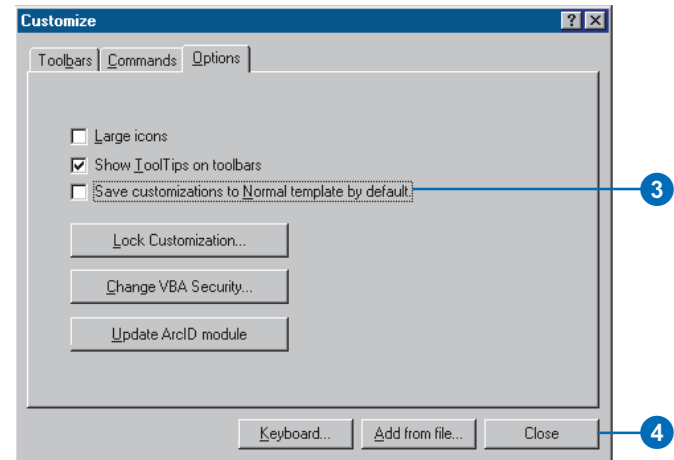 Customize
Toolbars Commands Options
Large icons
Show ToolTips on toolbars
Save customizations to Normal template by default. 3
Lock Customization...
Change VBA Security...
Update ArcID module
Keyboard... Add from file... Close 4